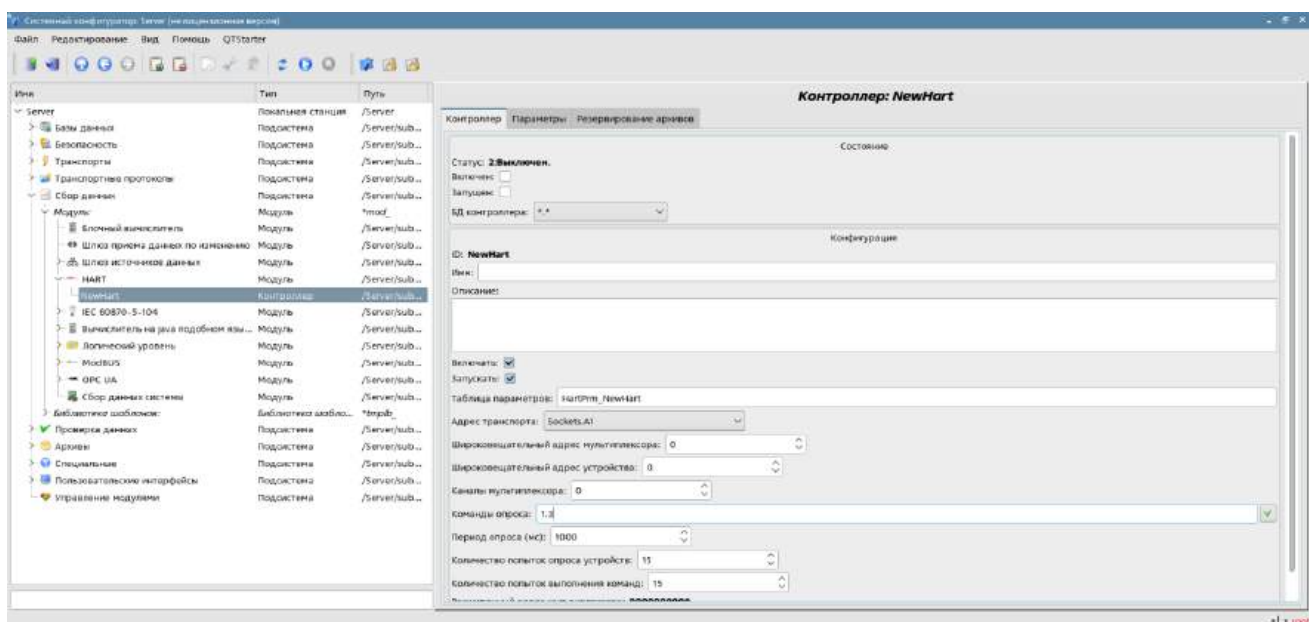 Системный конфигуратор: Server (нелицензионная версия)
Файл Редактирование Вид Помощь QTStarter
Имя Тип Путь
Server Локальная станция /Server
Базы данных Подсистема /Server/sub...
Безопасность Подсистема /Server/sub...
Транспорты Подсистема /Server/sub...
Транспортные протоколы Подсистема /Server/sub...
Сбор данных Подсистема /Server/sub...
Модуль: Модуль *mod_
Блочный вычислитель Модуль /Server/sub...
Шлюз приема данных по изменению Модуль /Server/sub...
Шлюз источников данных Модуль /Server/sub...
HART Модуль /Server/sub...
NewHart Контроллер /Server/sub...
IEC 60870-5-104 Модуль /Server/sub...
Вычислитель на java подобном язы... Модуль /Server/sub...
Логический уровень Модуль /Server/sub...
ModBUS Модуль /Server/sub...
OPC UA Модуль /Server/sub...
Сбор данных системы Модуль /Server/sub...
Библиотека шаблонов: Библиотека шабло... *tmplb_
Проверка данных Подсистема /Server/sub...
Архивы Подсистема /Server/sub...
Специальные Подсистема /Server/sub...
Пользовательские интерфейсы Подсистема /Server/sub...
Управление модулями Подсистема /Server/sub...
Контроллер: NewHart
Контроллер Параметры Резервирование архивов
Состояние
Статус: 2:Выключен.
Включен:
Запущен:
БД контроллера: *.*
Конфигурация
ID: NewHart
Имя:
Описание:
Включать:
Запускать:
Таблица параметров: HartPrm_NewHart
Адрес транспорта: Sockets.A1
Широковещательный адрес мультиплексора: 0
Широковещательный адрес устройства: 0
Каналы мультиплексора: 0
Команды опроса: 1.3
Период опроса (мс): 1000
Количество попыток опроса устройств: 15
Количество попыток выполнения команд: 15